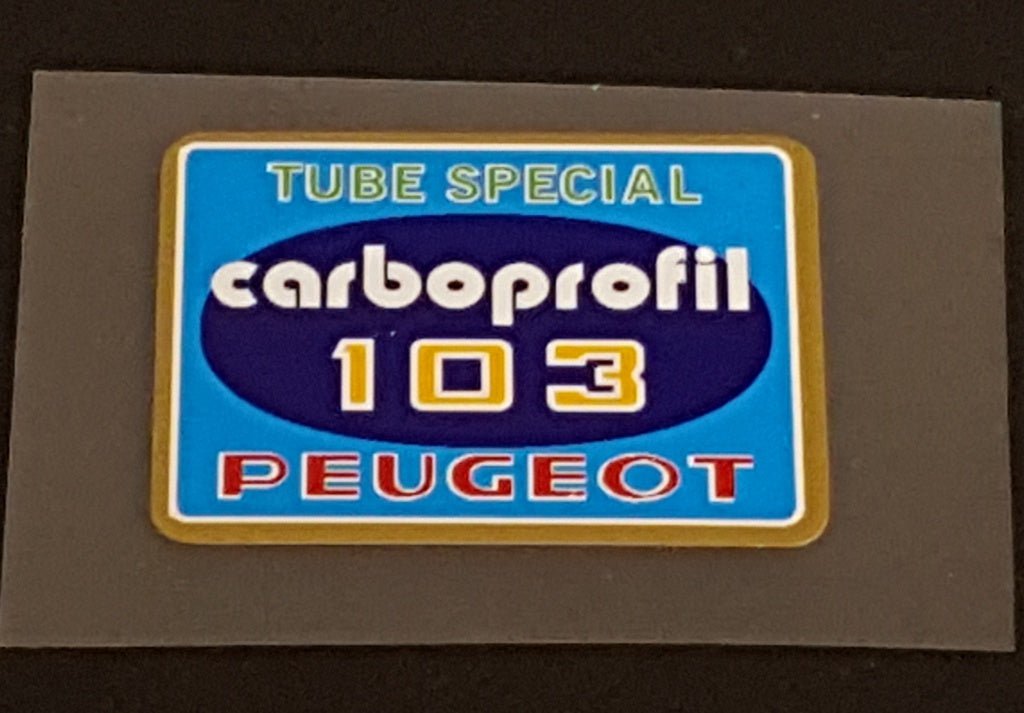 TUBE SPECIAL
carboprofil
103
PEUGEOT